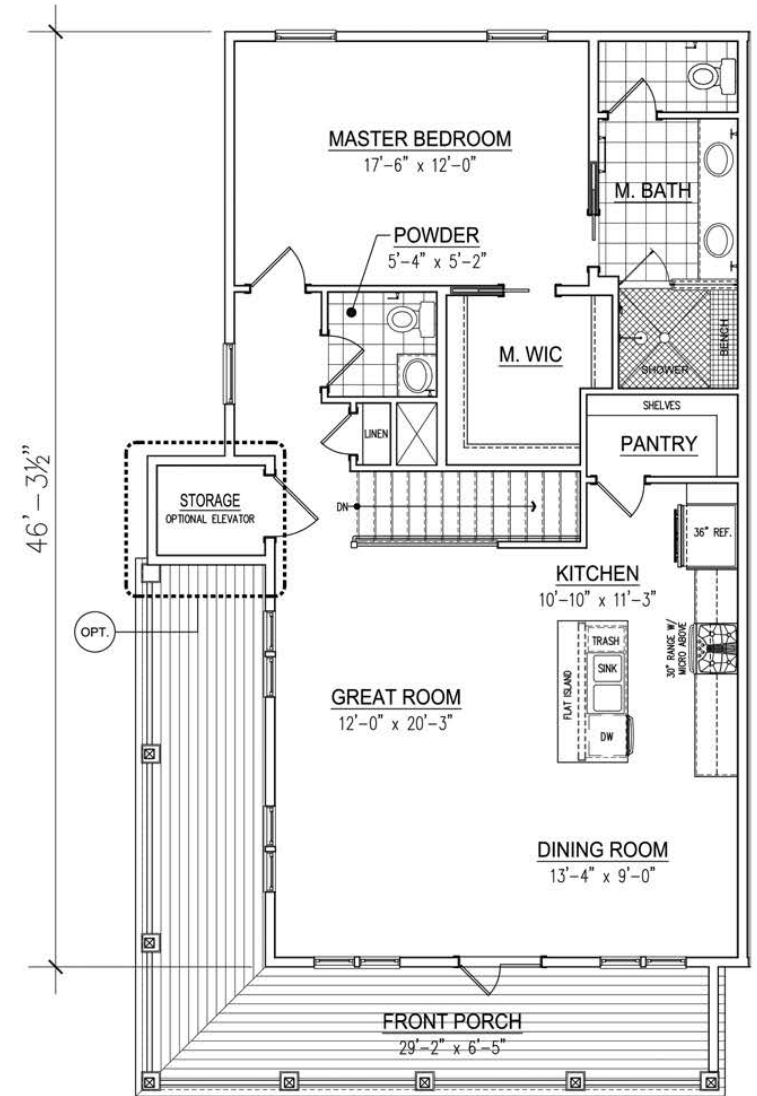 MASTER BEDROOM
17'-6" x 12'-0"
M. BATH
POWDER
5'-4" x 5'-2"
M. WIC
BENCH
SHOWER
SHELVES
PANTRY
LINEN
46'-3½"
STORAGE
OPTIONAL ELEVATOR
DN
36" REF.
KITCHEN
10'-10" x 11'-3"
OPT.
TRASH
30" RANGE W/
MICRO ABOVE
SINK
FLAT ISLAND
GREAT ROOM
12'-0" x 20'-3"
DW
DINING ROOM
13'-4" x 9'-0"
FRONT PORCH
29'-2" x 6'-5"